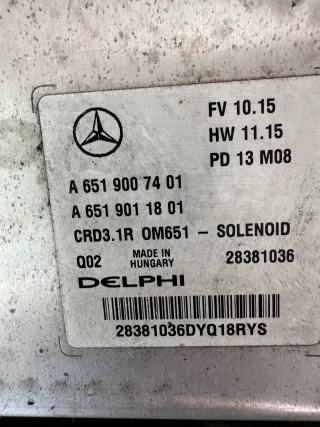 FV 10.15
HW 11.15
PD 13 M08
A 651 900 74 01
A 651 901 18 01
CRD3.1R OM651 – SOLENOID
Q02 MADE IN HUNGARY 28381036
DELPHI
28381036DYQ18RYS